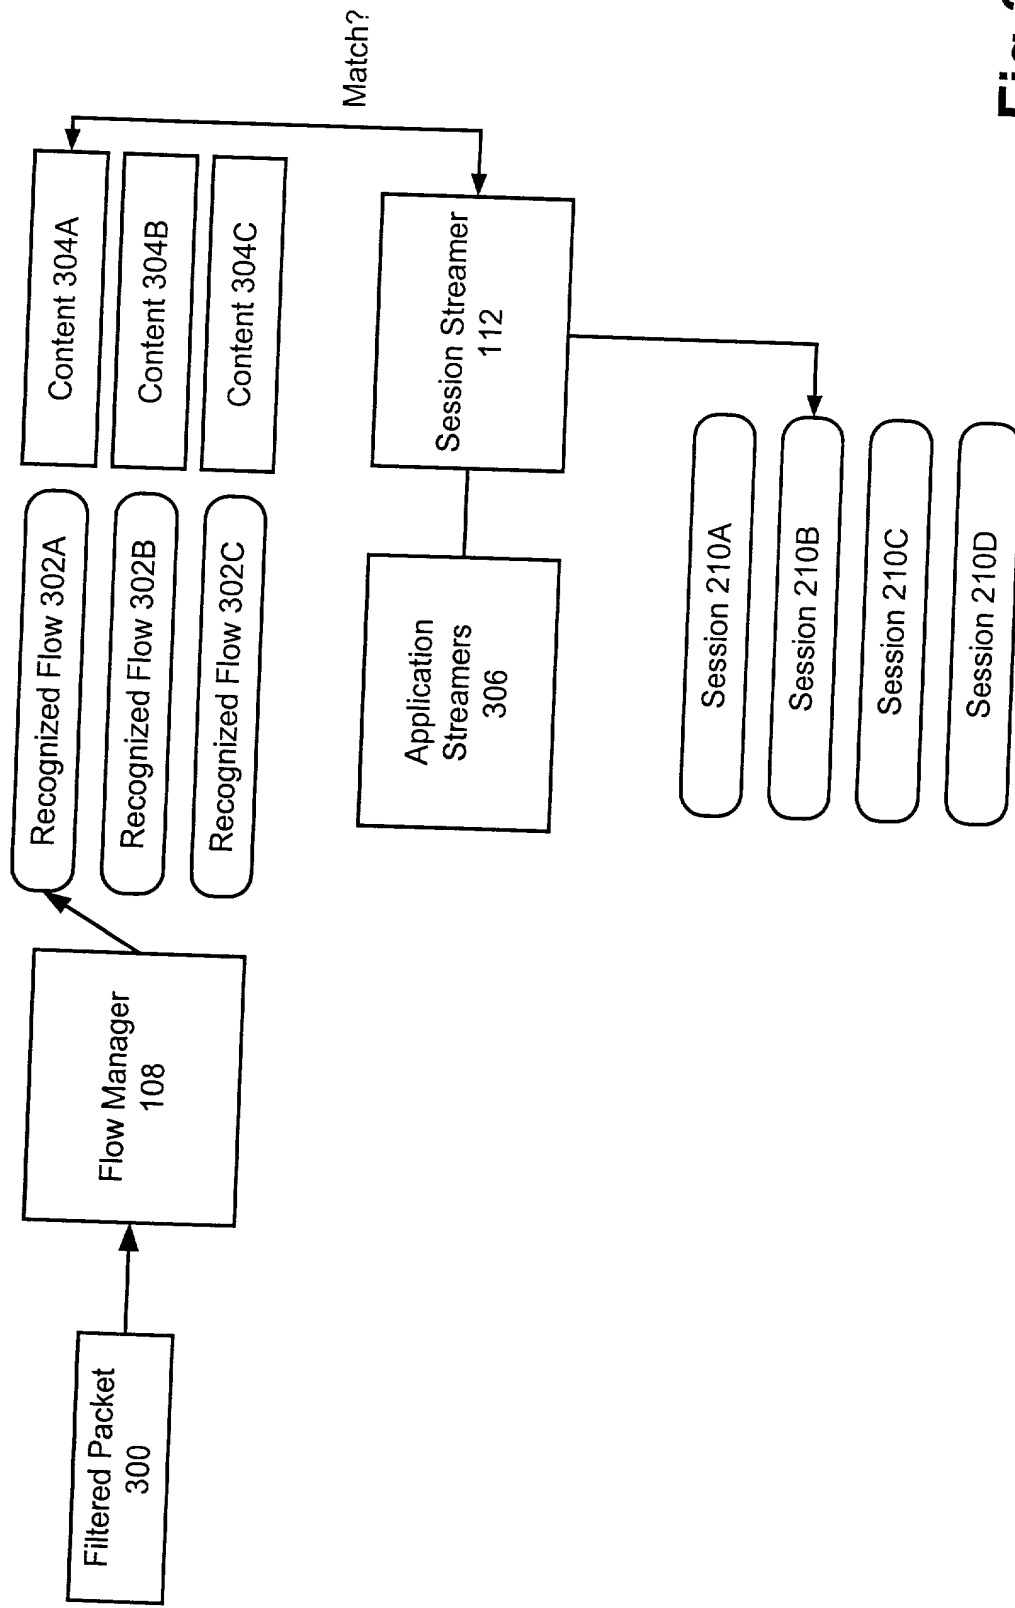 Filtered Packet
300
Flow Manager
108
Recognized Flow 302A
Content 304A
Recognized Flow 302B
Content 304B
Recognized Flow 302C
Content 304C
Match?
Application
Streamers
306
Session Streamer
112
Session 210A
Session 210B
Session 210C
Session 210D